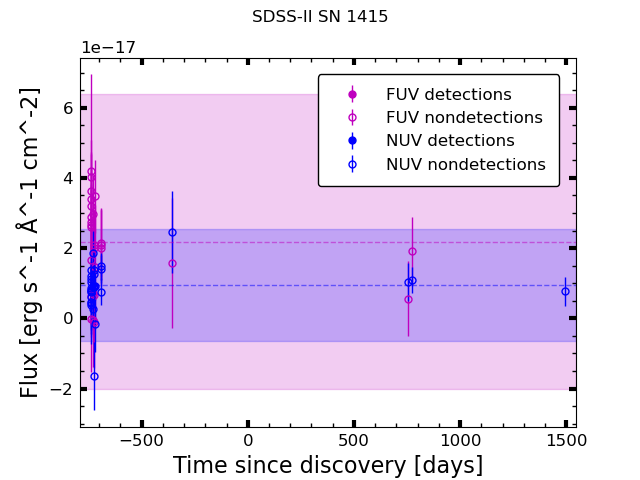 SDSS-II SN 1415
1e−17
FUV detections
FUV nondetections
NUV detections
NUV nondetections
6
4
2
0
−2
Flux [erg s^-1 Å^-1 cm^-2]
−500 0 500 1000 1500
Time since discovery [days]